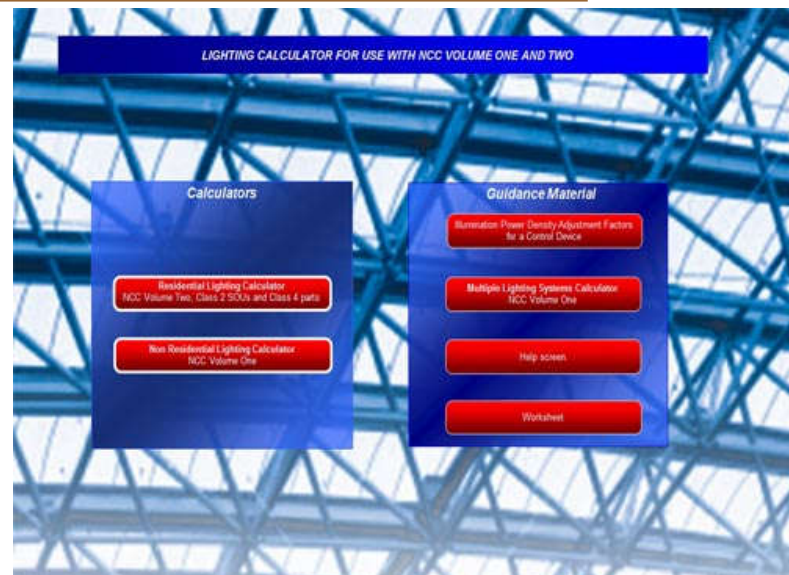 LIGHTING CALCULATOR FOR USE WITH NCC VOLUME ONE AND TWO
Calculators
Residential Lighting Calculator
NCC Volume Two, Class 2 SOUs and Class 4 parts
Non Residential Lighting Calculator
NCC Volume One
Guidance Material
Illumination Power Density Adjustment Factors
for a Control Device
Multiple Lighting Systems Calculator
NCC Volume One
Help screen
Worksheet